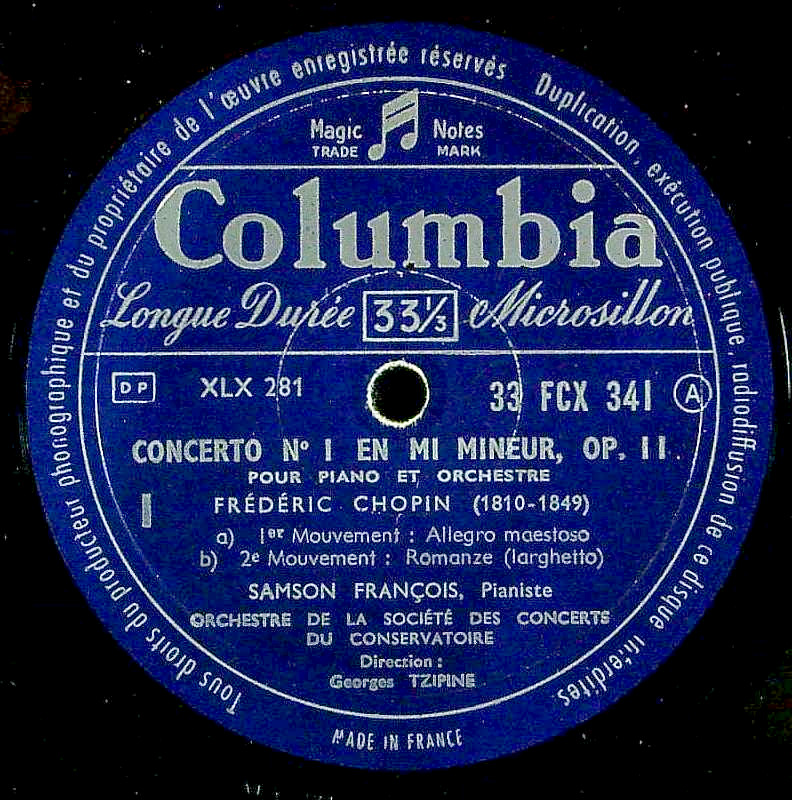 Tous droits du producteur phonographique et du propriétaire de l'œuvre enregistrée réservés
Duplication, exécution publique, radiodiffusion de ce disque interdites
Magic Notes
TRADE MARK
Columbia
Longue Durée 33⅓ Microsillon
DP XLX 281 33 FCX 341 A
CONCERTO Nº I EN MI MINEUR, OP. II
POUR PIANO ET ORCHESTRE
I FRÉDÉRIC CHOPIN (1810-1849)
a) 1er Mouvement : Allegro maestoso
b) 2e Mouvement : Romanze (larghetto)
SAMSON FRANÇOIS, Pianiste
ORCHESTRE DE LA SOCIÉTÉ DES CONCERTS
DU CONSERVATOIRE
Direction :
Georges TZIPINE
MADE IN FRANCE